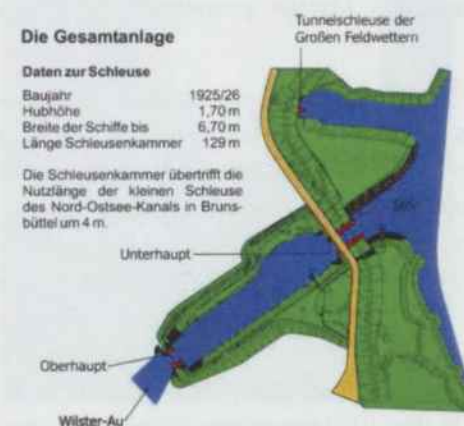 Die Gesamtanlage
Daten zur Schleuse
Baujahr 1925/26
Hubhöhe 1,70 m
Breite der Schiffe bis 6,70 m
Länge Schleusenkammer 129 m
Die Schleusenkammer übertrifft die
Nutzlänge der kleinen Schleuse
des Nord-Ostsee-Kanals in Bruns-
büttel um 4 m.
Tunnelschleuse der
Großen Feldwettern
Unterhaupt
Oberhaupt
Wilster-Au